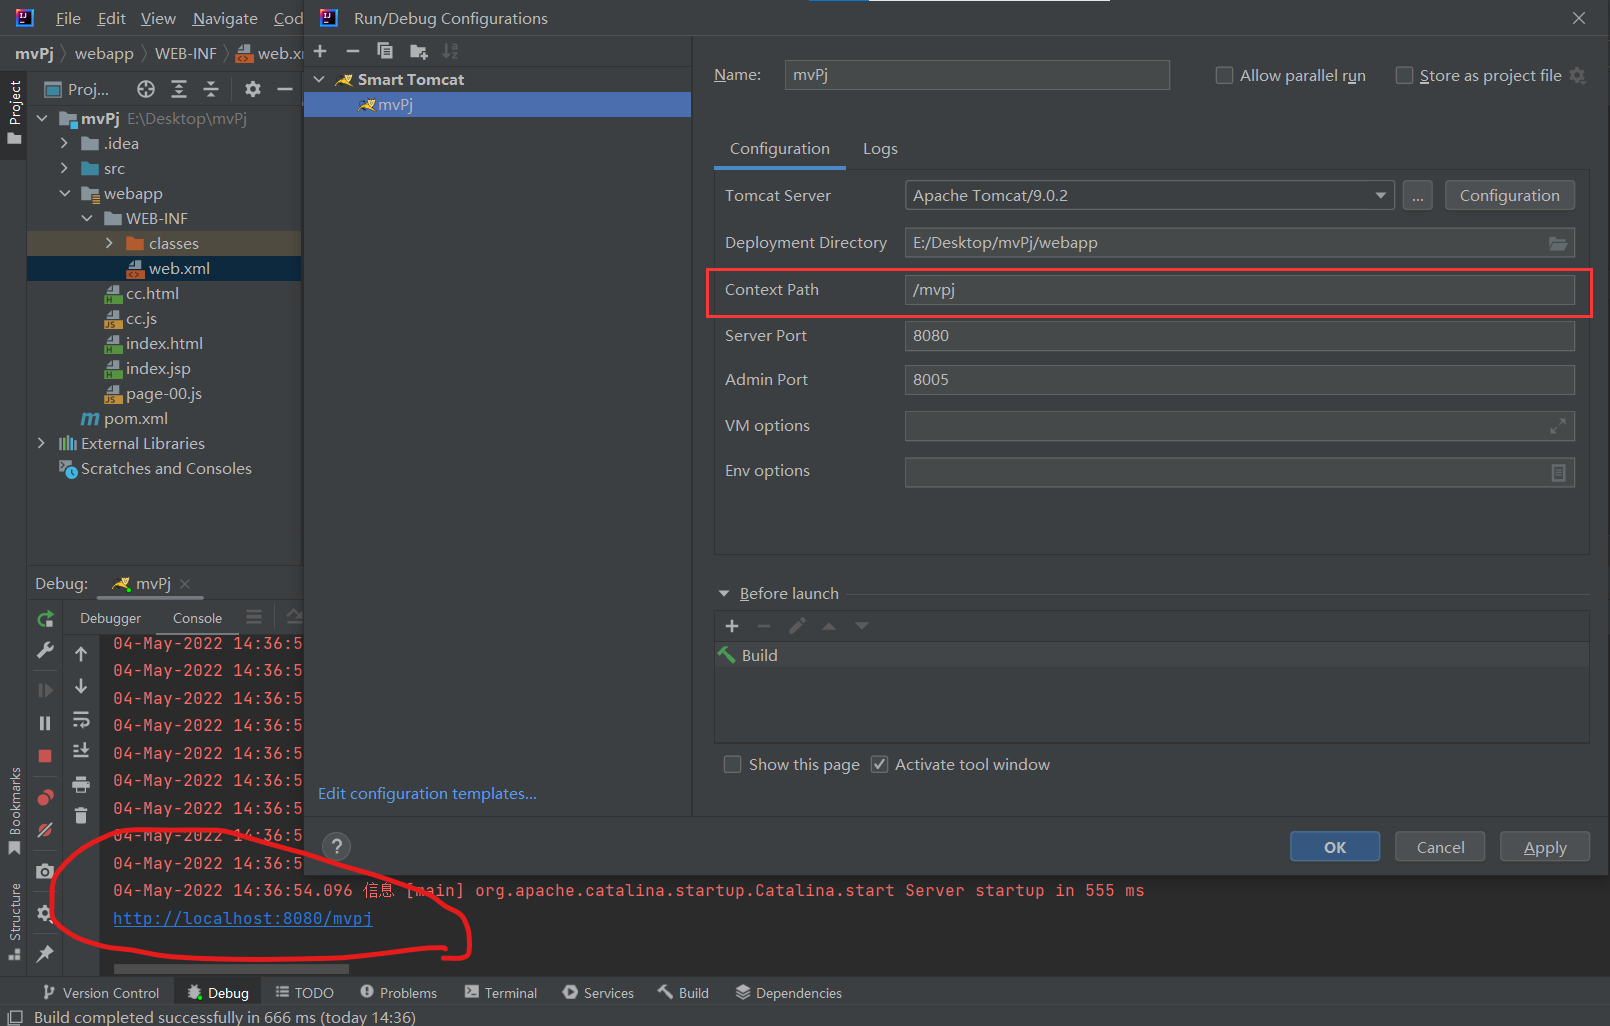 File Edit View Navigate Cod
Run/Debug Configurations
mvPj webapp WEB-INF web.x
Project
Proj...
mvPj E:\Desktop\mvPj
.idea
src
webapp
WEB-INF
classes
web.xml
cc.html
cc.js
index.html
index.jsp
page-00.js
pom.xml
External Libraries
Scratches and Consoles
Smart Tomcat
mvPj
Edit configuration templates...
Name: mvPj Allow parallel run Store as project file
Configuration Logs
Tomcat Server Apache Tomcat/9.0.2 ... Configuration
Deployment Directory E:/Desktop/mvPj/webapp
Context Path /mvpj
Server Port 8080
Admin Port 8005
VM options
Env options
Before launch
Build
Show this page Activate tool window
? OK Cancel Apply
Debug: mvPj
Debugger Console
04-May-2022 14:36:5
04-May-2022 14:36:5
04-May-2022 14:36:5
04-May-2022 14:36:5
04-May-2022 14:36:5
04-May-2022 14:36:5
04-May-2022 14:36:5
04-May-2022 14:36:5
04-May-2022 14:36:5
04-May-2022 14:36:54.096 信息 [main] org.apache.catalina.startup.Catalina.start Server startup in 555 ms
http://localhost:8080/mvpj
Bookmarks
Structure
Version Control Debug TODO Problems Terminal Services Build Dependencies
Build completed successfully in 666 ms (today 14:36)